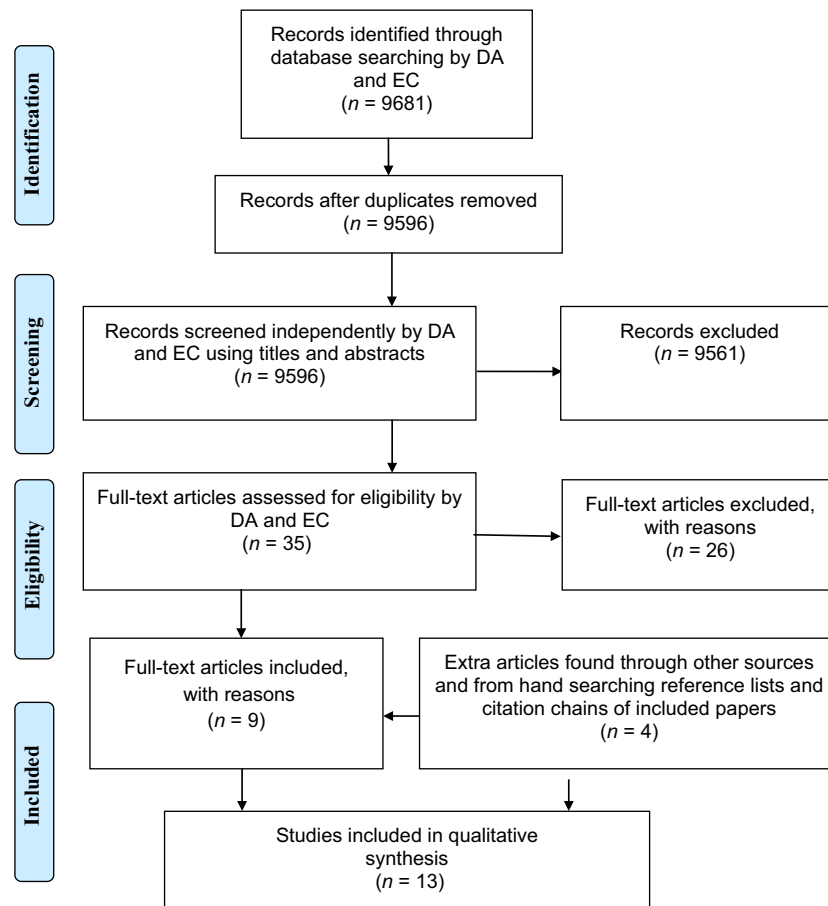 Identification
Records identified through
database searching by DA
and EC
(n = 9681)
Records after duplicates removed
(n = 9596)
Screening
Records screened independently by DA
and EC using titles and abstracts
(n = 9596)
Records excluded
(n = 9561)
Eligibility
Full-text articles assessed for eligibility by
DA and EC
(n = 35)
Full-text articles excluded,
with reasons
(n = 26)
Included
Full-text articles included,
with reasons
(n = 9)
Extra articles found through other sources
and from hand searching reference lists and
citation chains of included papers
(n = 4)
Studies included in qualitative
synthesis
(n = 13)